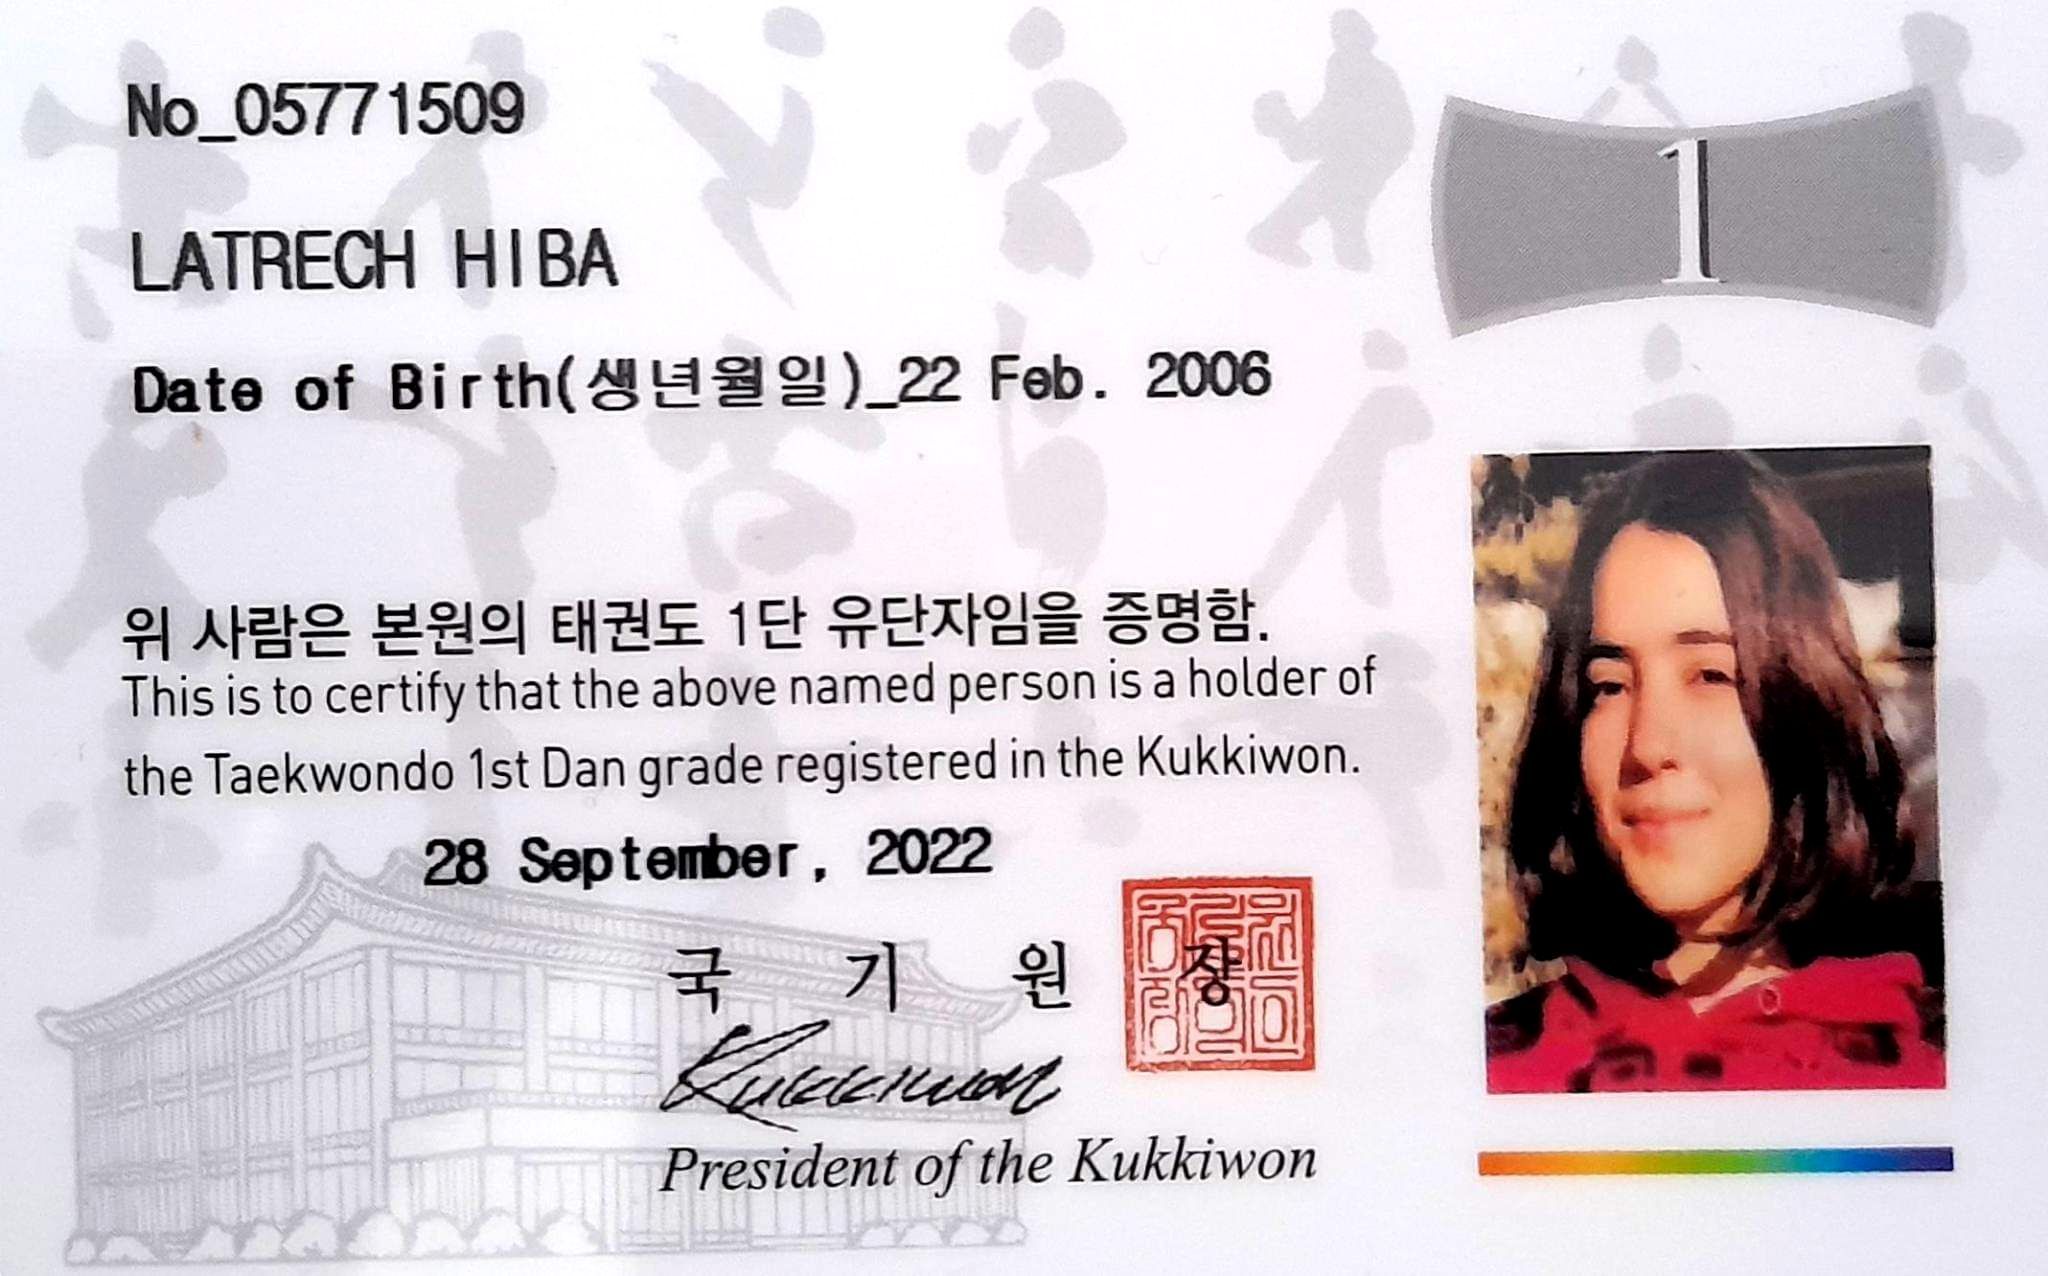 No_05771509
1
LATRECH HIBA
Date of Birth(생년월일)_22 Feb. 2006
위 사람은 본원의 태권도 1단 유단자임을 증명함.
This is to certify that the above named person is a holder of
the Taekwondo 1st Dan grade registered in the Kukkiwon.
28 September, 2022
국 기 원 장
Kukkiwon
President of the Kukkiwon